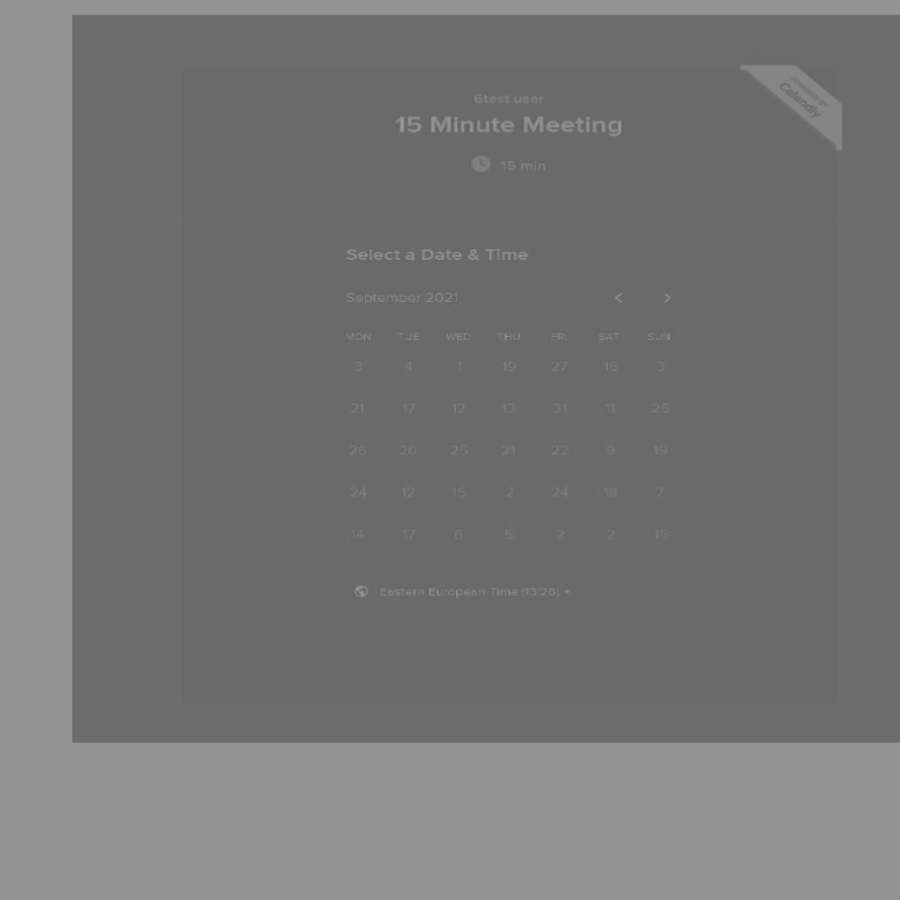 6test user
15 Minute Meeting
15 min
POWERED BY
Calendly
Select a Date & Time
September 2021
MON TUE WED THU FRI SAT SUN
3 4 1 19 27 15 3
21 17 12 13 31 11 26
26 20 25 21 22 9 19
24 12 15 2 24 18 7
14 17 6 5 2 2 16
Eastern European Time (13:26)